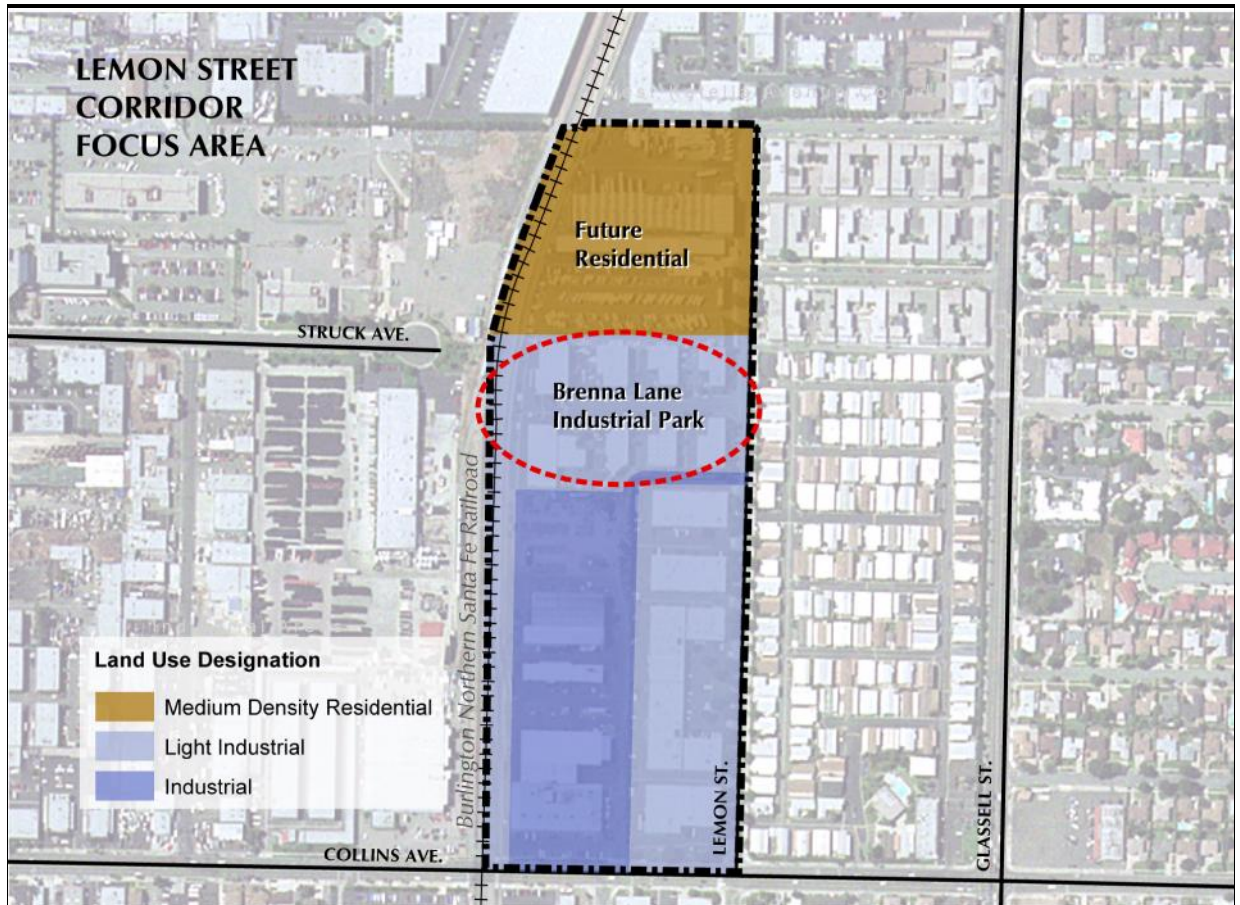 LEMON STREET
CORRIDOR
FOCUS AREA
Future
Residential
STRUCK AVE.
Brenna Lane
Industrial Park
Burlington Northern Santa Fe Railroad
Land Use Designation
Medium Density Residential
Light Industrial
Industrial
LEMON ST.
GLASSELL ST.
COLLINS AVE.